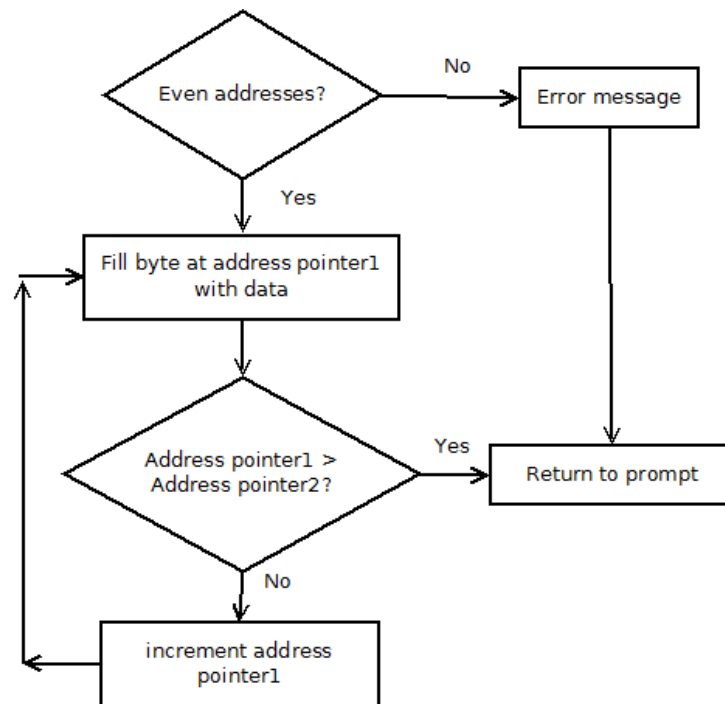 No
Even addresses?
Error message
Yes
Fill byte at address pointer1
with data
Address pointer1 >
Address pointer2?
Yes
Return to prompt
No
increment address
pointer1